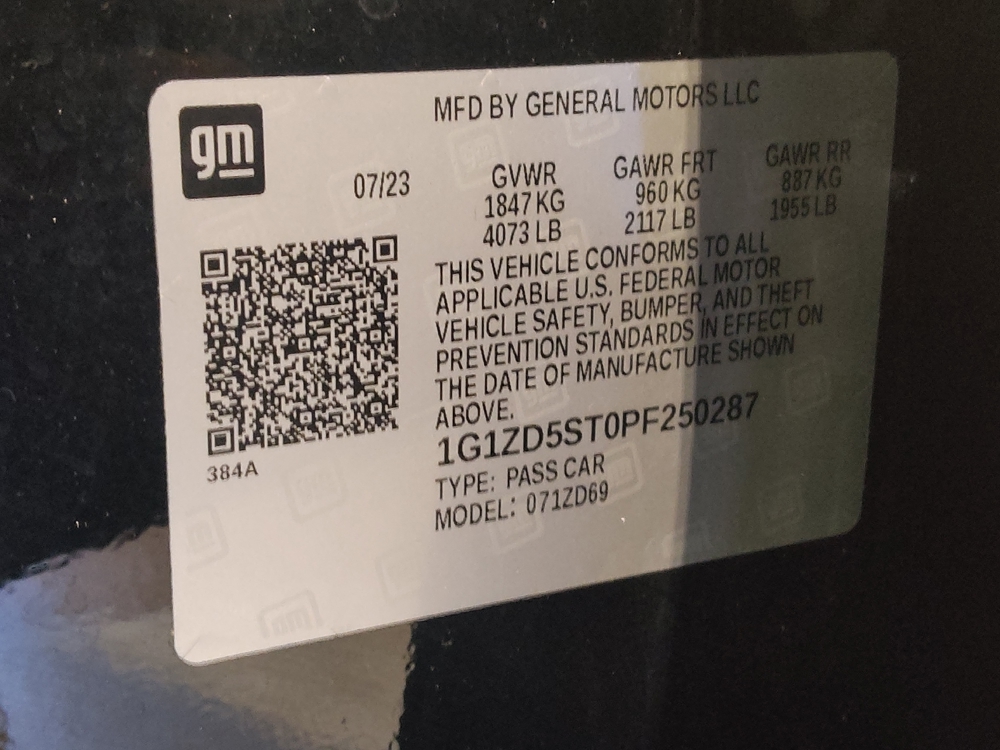 gm
MFD BY GENERAL MOTORS LLC
07/23 GVWR GAWR FRT GAWR RR
1847 KG 960 KG 887 KG
4073 LB 2117 LB 1955 LB
THIS VEHICLE CONFORMS TO ALL
APPLICABLE U.S. FEDERAL MOTOR
VEHICLE SAFETY, BUMPER, AND THEFT
PREVENTION STANDARDS IN EFFECT ON
THE DATE OF MANUFACTURE SHOWN
ABOVE.
1G1ZD5ST0PF250287
384A
TYPE: PASS CAR
MODEL: 071ZD69